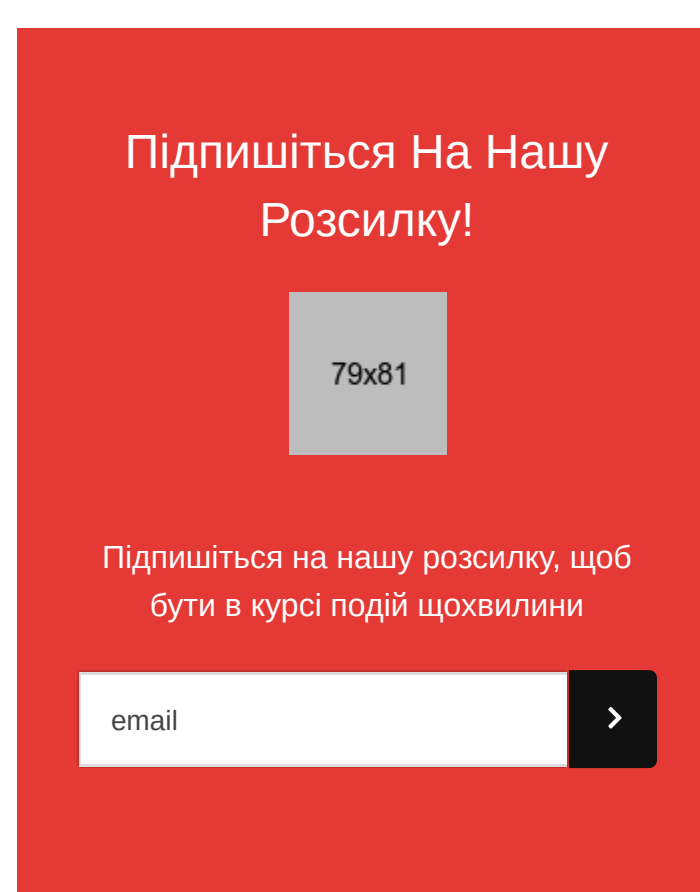 Підпишіться На Нашу
Розсилку!
79x81
Підпишіться на нашу розсилку, щоб
бути в курсі подій щохвилини
email